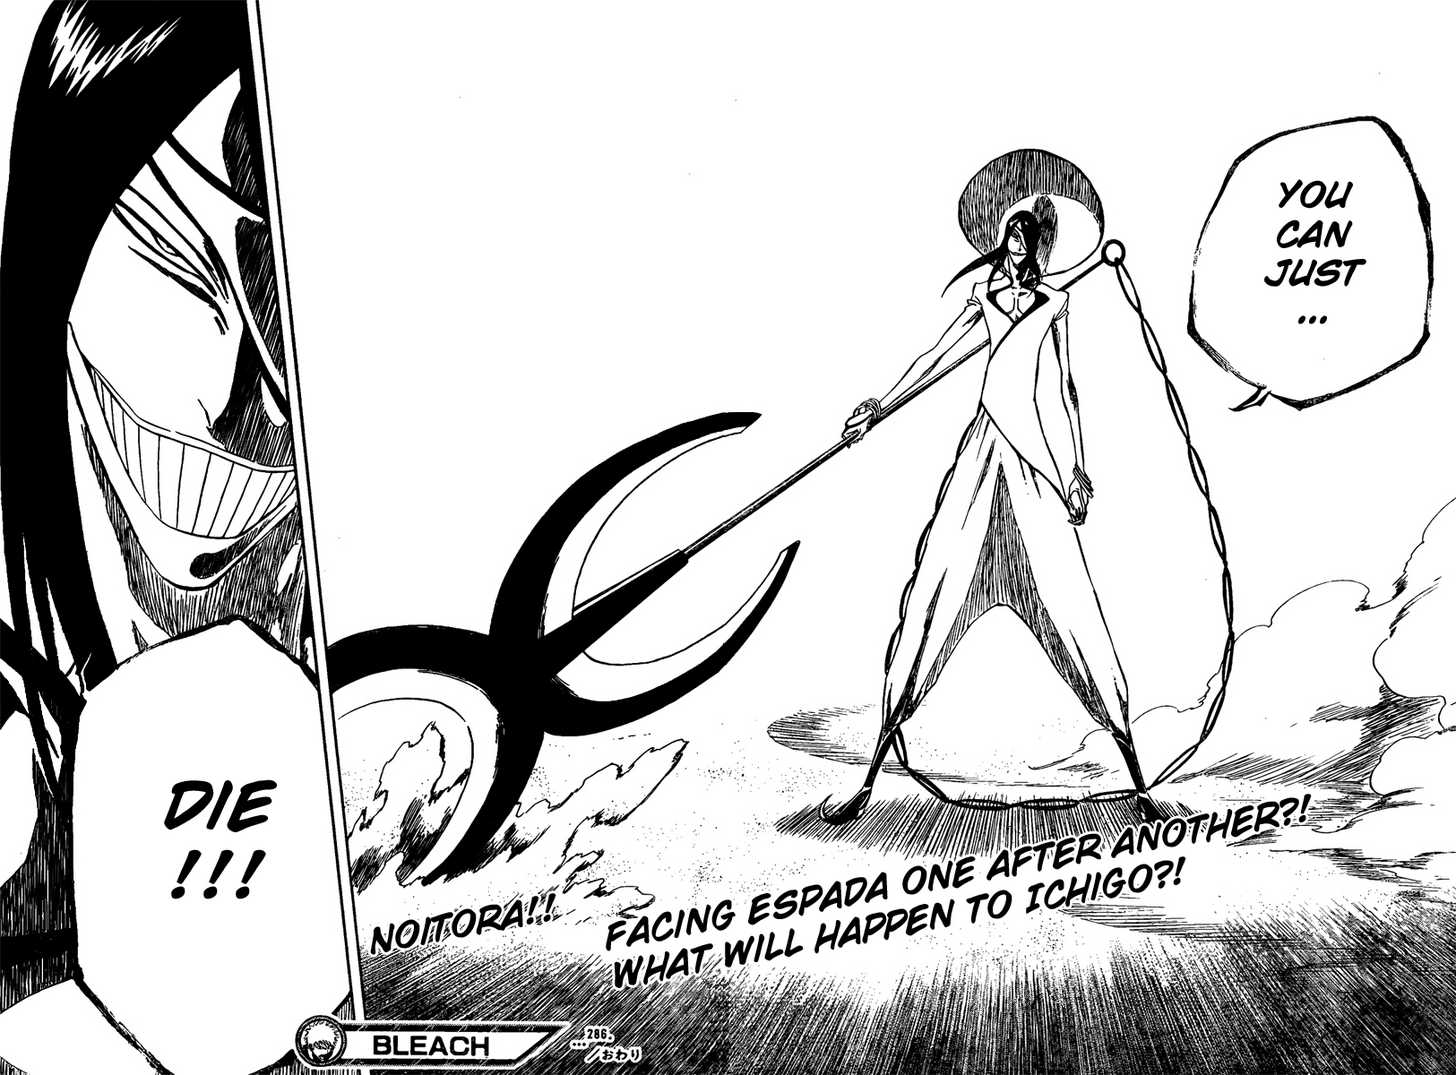 YOU
CAN
JUST
...
DIE
!!!
FACING ESPADA ONE AFTER ANOTHER?!
WHAT WILL HAPPEN TO ICHIGO?!
NOITORA!!
BLEACH
...286.
／おわり